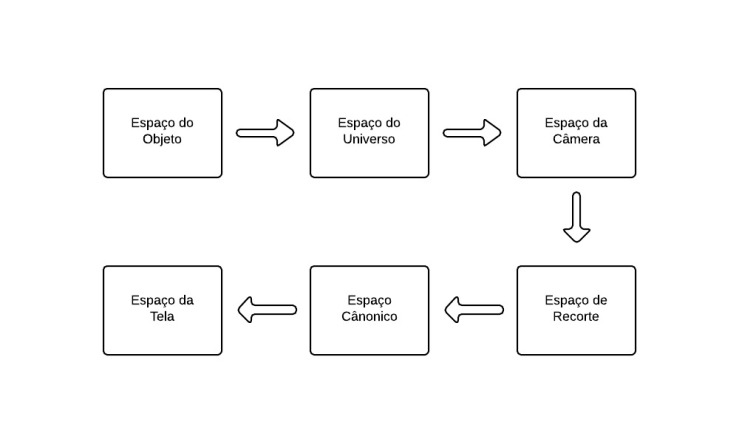 Espaço do
Objeto
Espaço do
Universo
Espaço da
Câmera
Espaço da
Tela
Espaço
Cânonico
Espaço de
Recorte